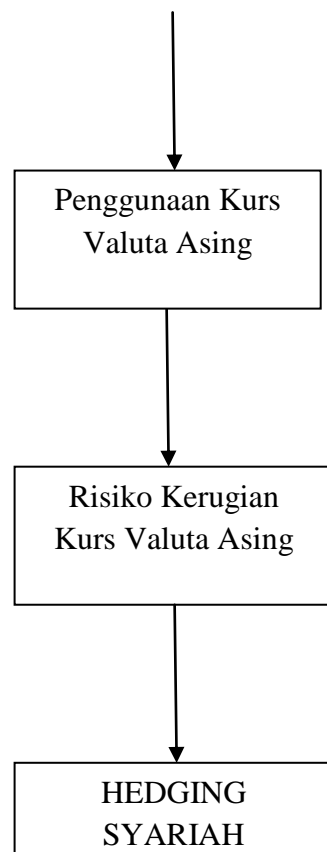 Penggunaan Kurs
Valuta Asing
Risiko Kerugian
Kurs Valuta Asing
HEDGING
SYARIAH